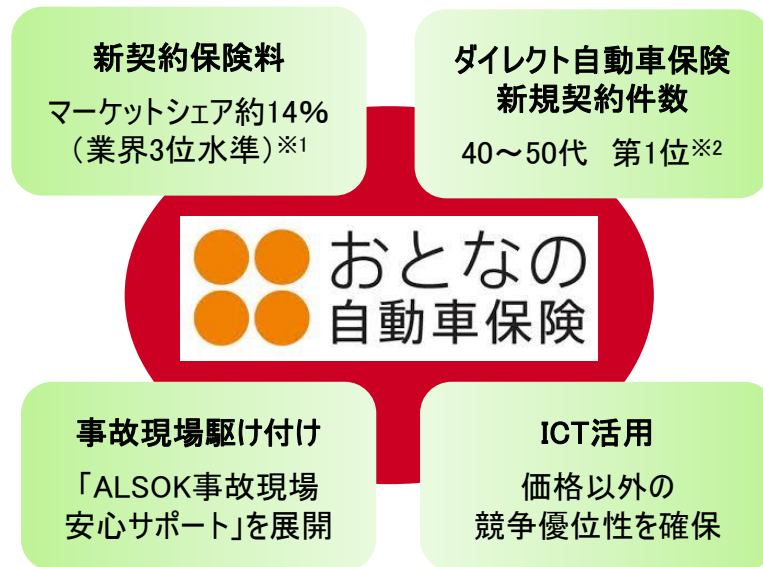 新契約保険料
マーケットシェア約14%
（業界3位水準）※1
ダイレクト自動車保険
新規契約件数
40～50代　第1位※2
おとなの
自動車保険
事故現場駆け付け
「ALSOK事故現場
安心サポート」を展開
ICT活用
価格以外の
競争優位性を確保